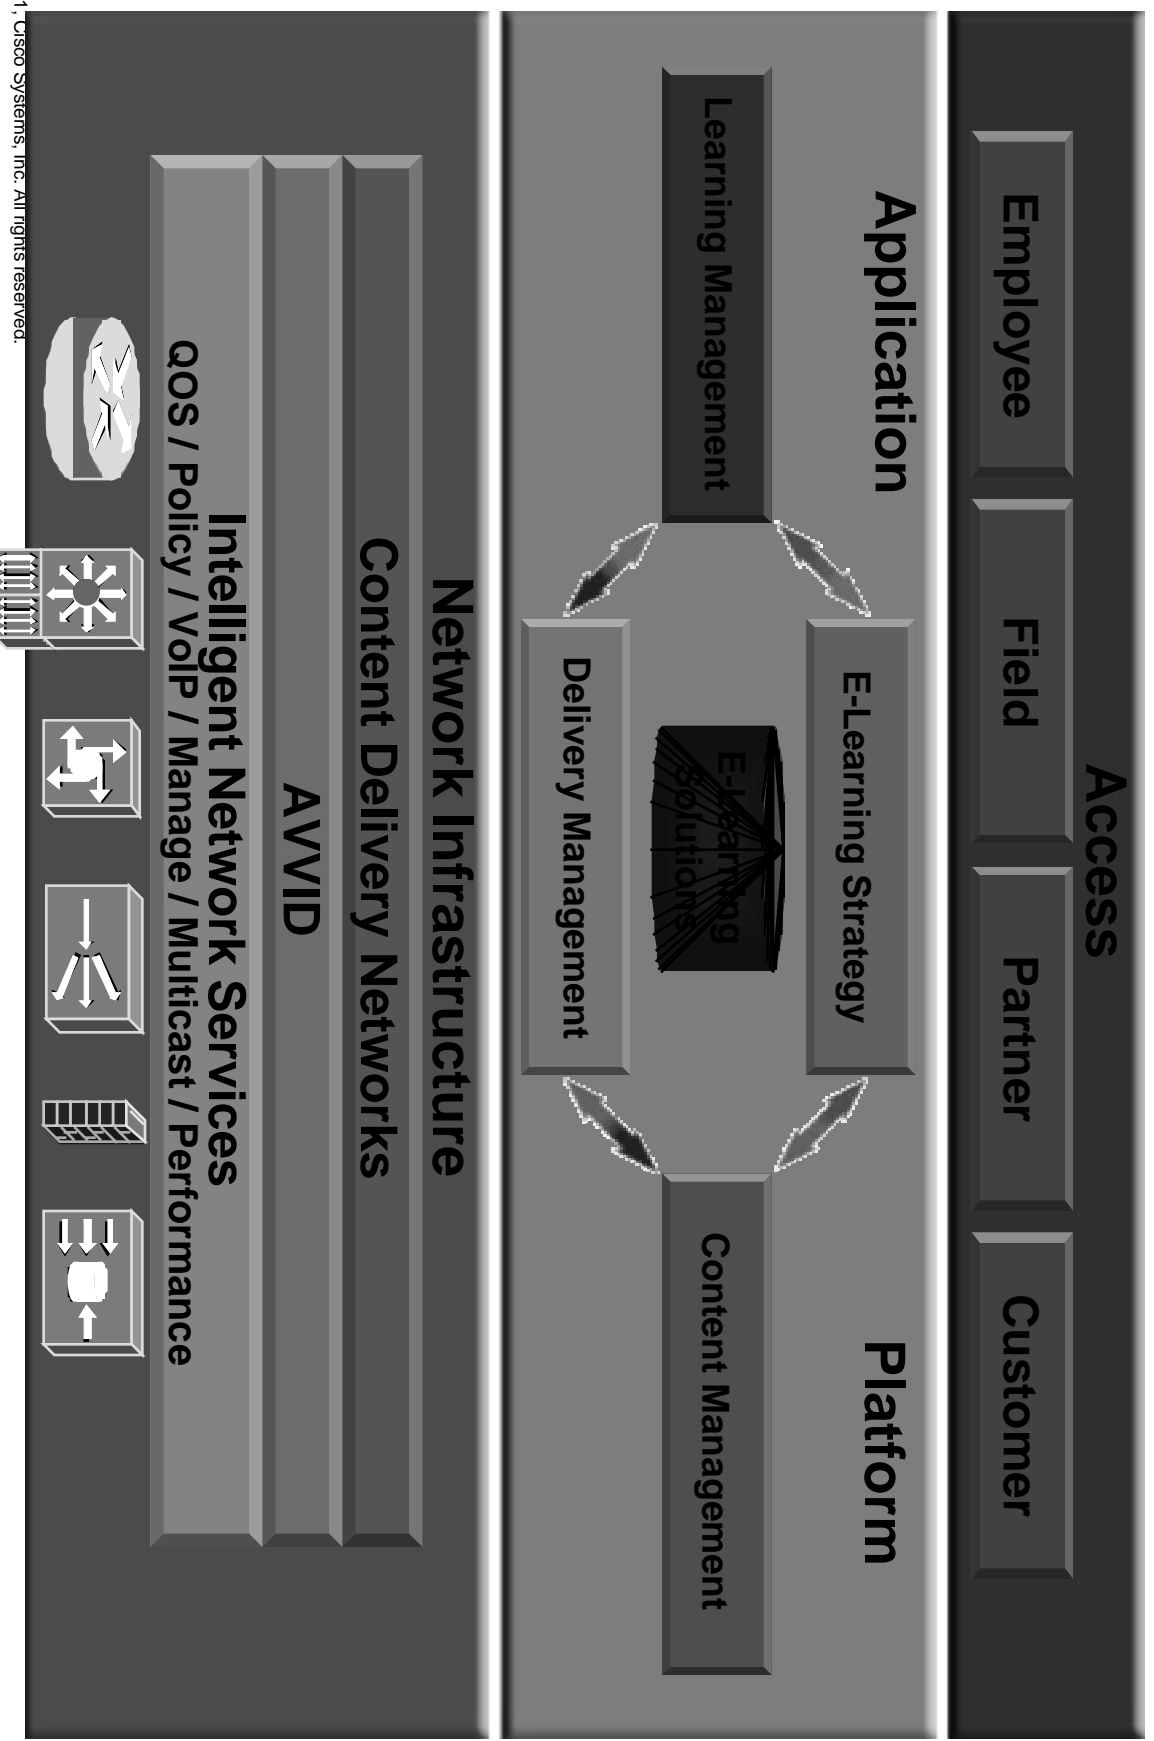 Access
Employee
Field
Partner
Customer
Application
Platform
E-Learning Strategy
Learning Management
E-Learning
Solutions
Content Management
Delivery Management
Network Infrastructure
Content Delivery Networks
AVVID
Intelligent Network Services
QOS / Policy / VoIP / Manage / Multicast / Performance
1, Cisco Systems, Inc. All rights reserved.